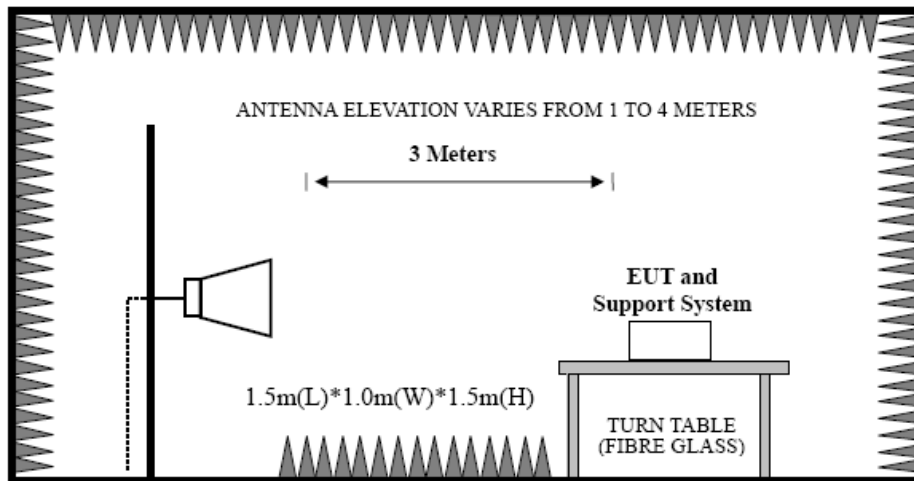 ANTENNA ELEVATION VARIES FROM 1 TO 4 METERS
3 Meters
EUT and
Support System
1.5m(L)*1.0m(W)*1.5m(H)
TURN TABLE
(FIBRE GLASS)